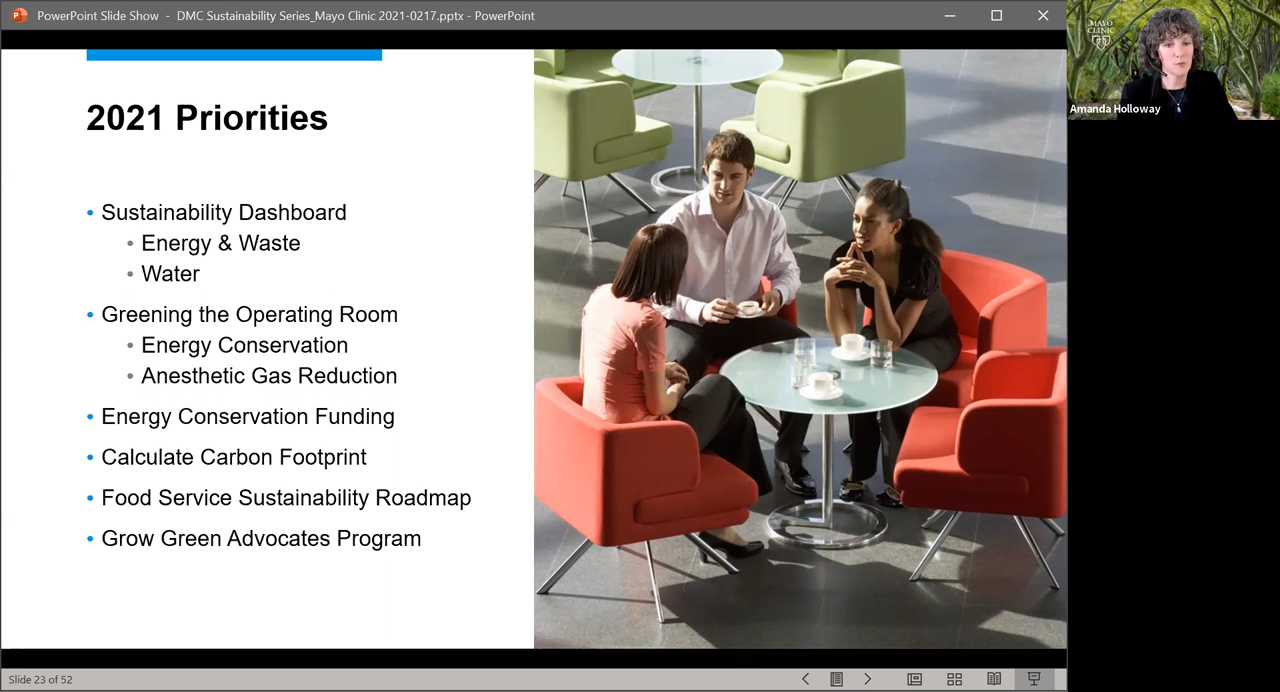 PowerPoint Slide Show - DMC Sustainability Series_Mayo Clinic 2021-0217.pptx - PowerPoint
MAYO
CLINIC
Amanda Holloway
2021 Priorities
• Sustainability Dashboard
• Energy & Waste
• Water
• Greening the Operating Room
• Energy Conservation
• Anesthetic Gas Reduction
• Energy Conservation Funding
• Calculate Carbon Footprint
• Food Service Sustainability Roadmap
• Grow Green Advocates Program
Slide 23 of 52